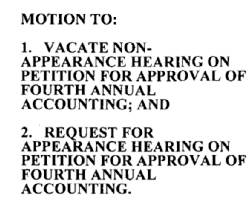 MOTION TO:
1. VACATE NON-
APPEARANCE HEARING ON
PETITION FOR APPROVAL OF
FOURTH ANNUAL
ACCOUNTING; AND
2. REQUEST FOR
APPEARANCE HEARING ON
PETITION FOR APPROVAL OF
FOURTH ANNUAL
ACCOUNTING.